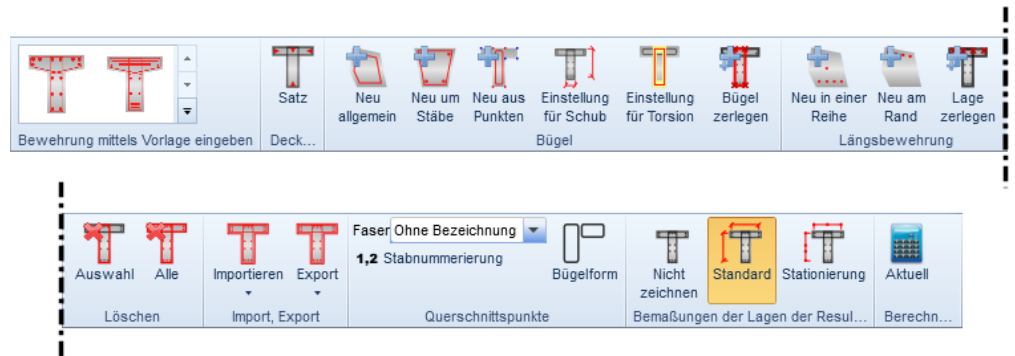 Satz
Neu allgemein
Neu um Stäbe
Neu aus Punkten
Einstellung für Schub
Einstellung für Torsion
Bügel zerlegen
Neu in einer Reihe
Neu am Rand
Lage zerlegen
Bewehrung mittels Vorlage eingeben
Deck...
Bügel
Längsbewehrung
Auswahl
Alle
Importieren
Export
Faser Ohne Bezeichnung
1,2 Stabnummerierung
Bügelform
Nicht zeichnen
Standard
Stationierung
Aktuell
Löschen
Import, Export
Querschnittspunkte
Bemaßungen der Lagen der Resul...
Berechn...